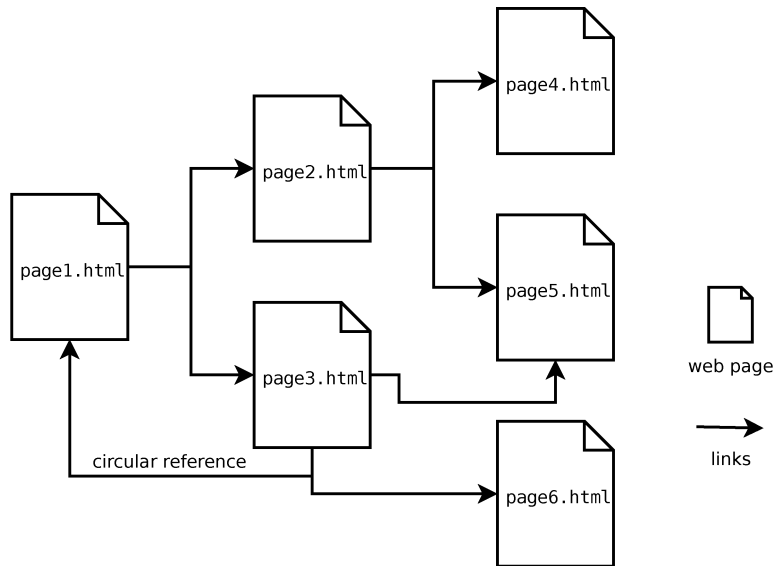 page4.html
page2.html
page1.html
page5.html
web page
page3.html
circular reference
links
page6.html